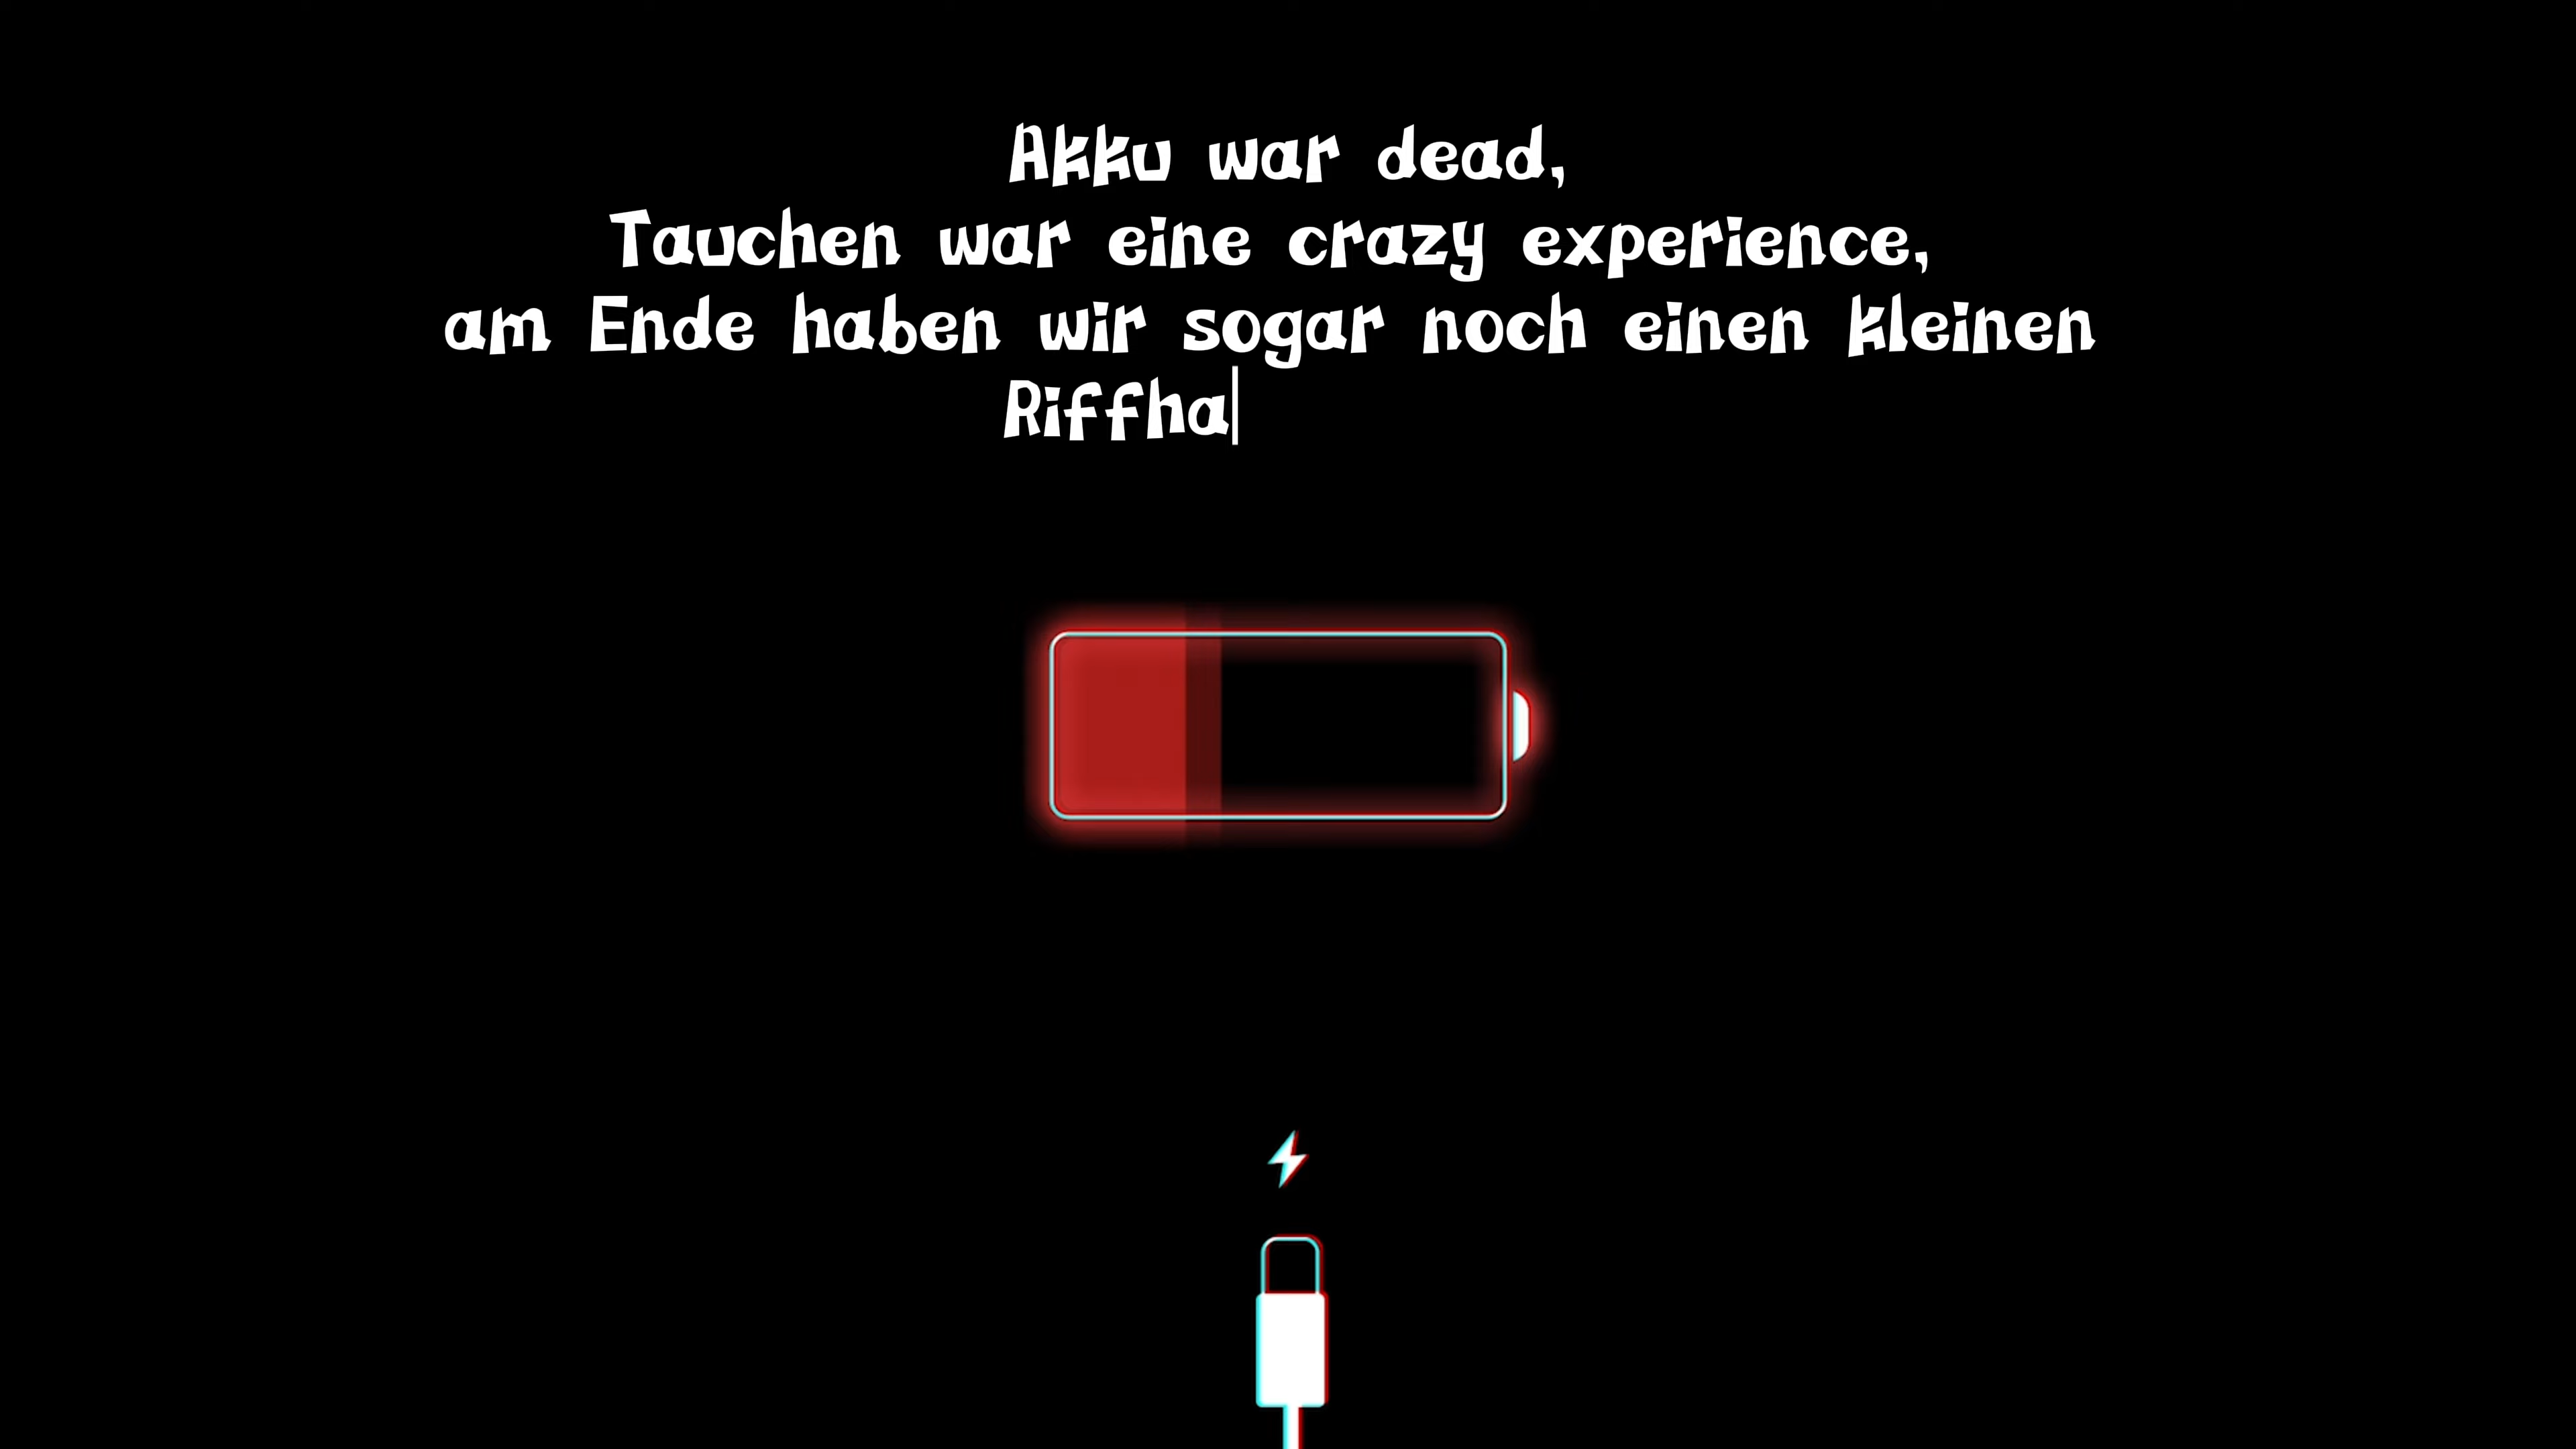 Akku war dead,
Tauchen war eine crazy experience,
am Ende haben wir sogar noch einen kleinen
Riffha